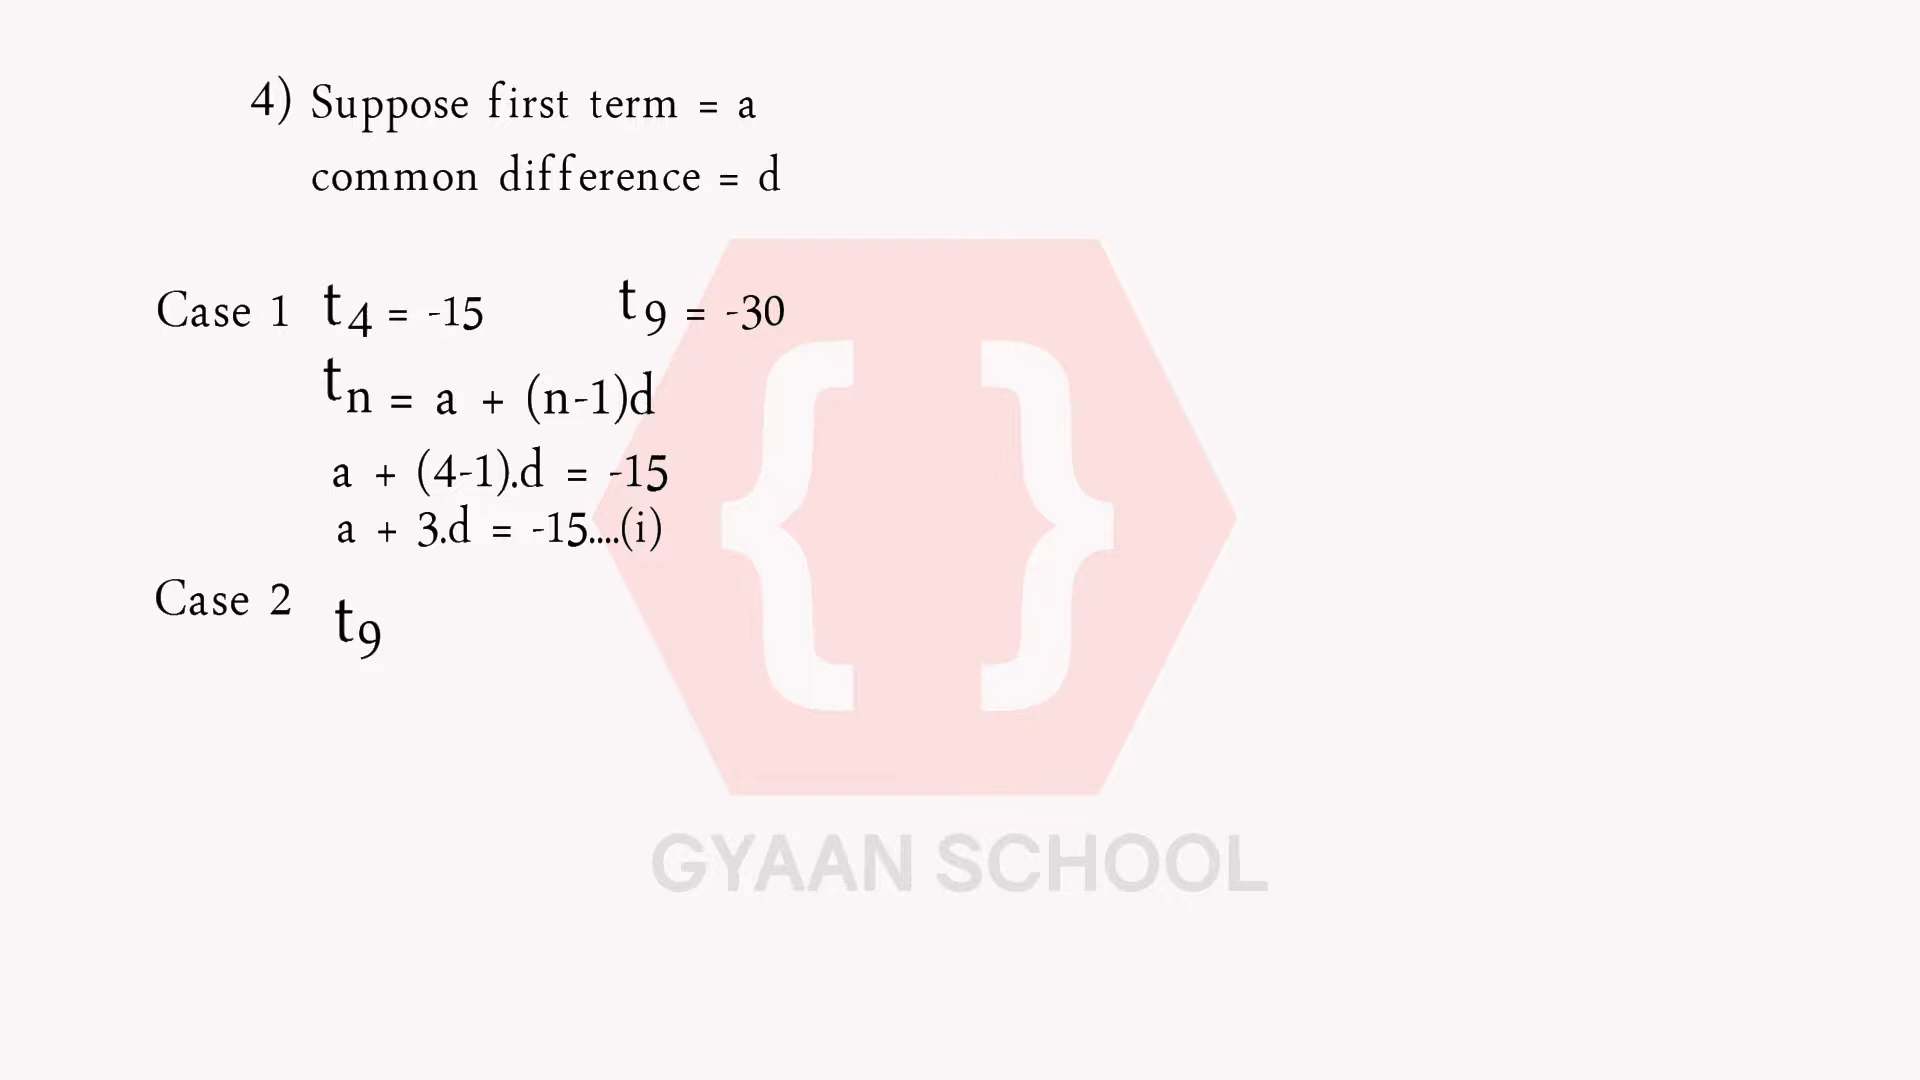 4) Suppose first term = a
common difference = d
Case 1 t4 = -15 t9 = -30
tn = a + (n-1)d
a + (4-1).d = -15
a + 3.d = -15....(i)
Case 2 t9
GYAAN SCHOOL